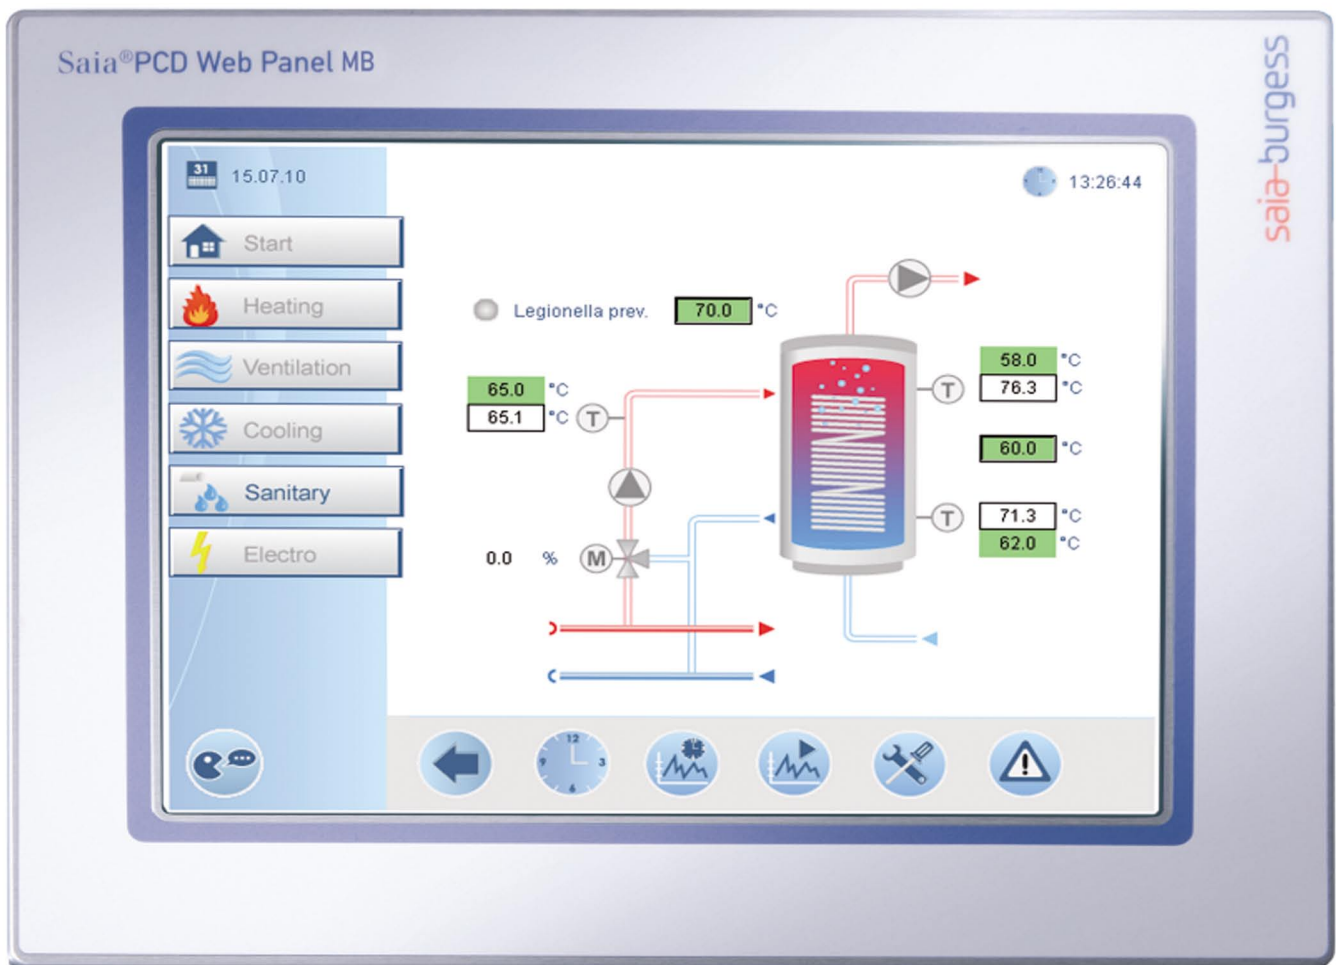 Saia®PCD Web Panel MB
saia-burgess
31
15.07.10
13:26:44
Start
Heating
Ventilation
Cooling
Sanitary
Electro
Legionella prev. 70.0 °C
65.0 °C
65.1 °C T
58.0 °C
T 76.3 °C
60.0 °C
T 71.3 °C
62.0 °C
0.0 % M
12
9 3
6